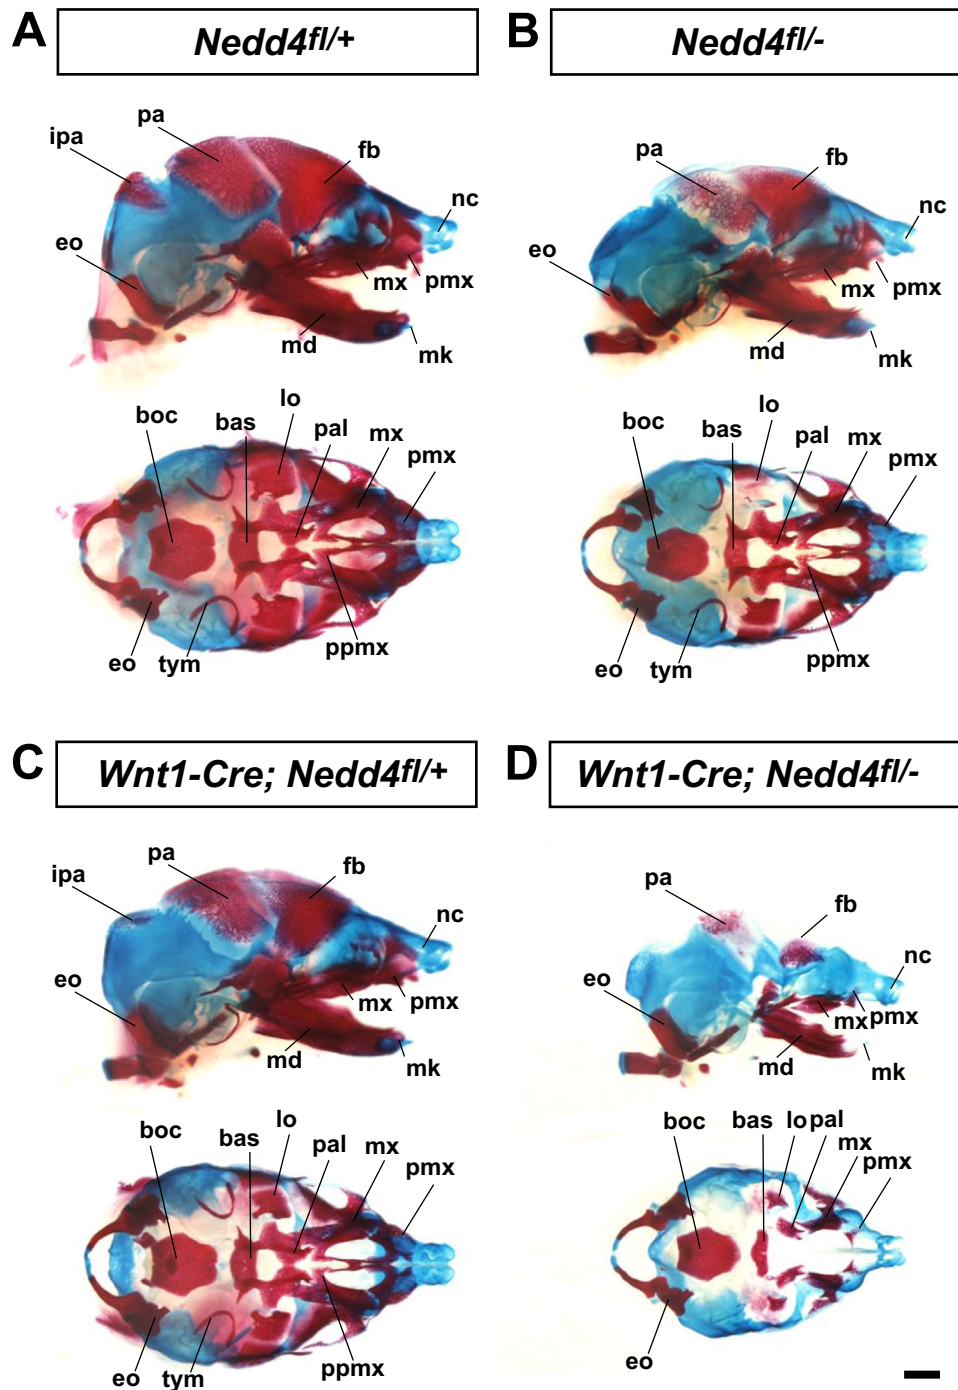 A
Nedd4fl/+
pa
ipa
fb
nc
eo
mx
pmx
md
mk
lo
boc
bas
pal
mx
pmx
eo
tym
ppmx
B
Nedd4fl/-
pa
fb
nc
eo
mx
pmx
md
mk
lo
boc
bas
pal
mx
pmx
eo
tym
ppmx
C
Wnt1-Cre; Nedd4fl/+
pa
ipa
fb
nc
eo
mx
pmx
md
mk
lo
boc
bas
pal
mx
pmx
eo
tym
ppmx
D
Wnt1-Cre; Nedd4fl/-
pa
fb
nc
eo
mx
pmx
md
mk
boc
bas
lo
pal
mx
pmx
eo